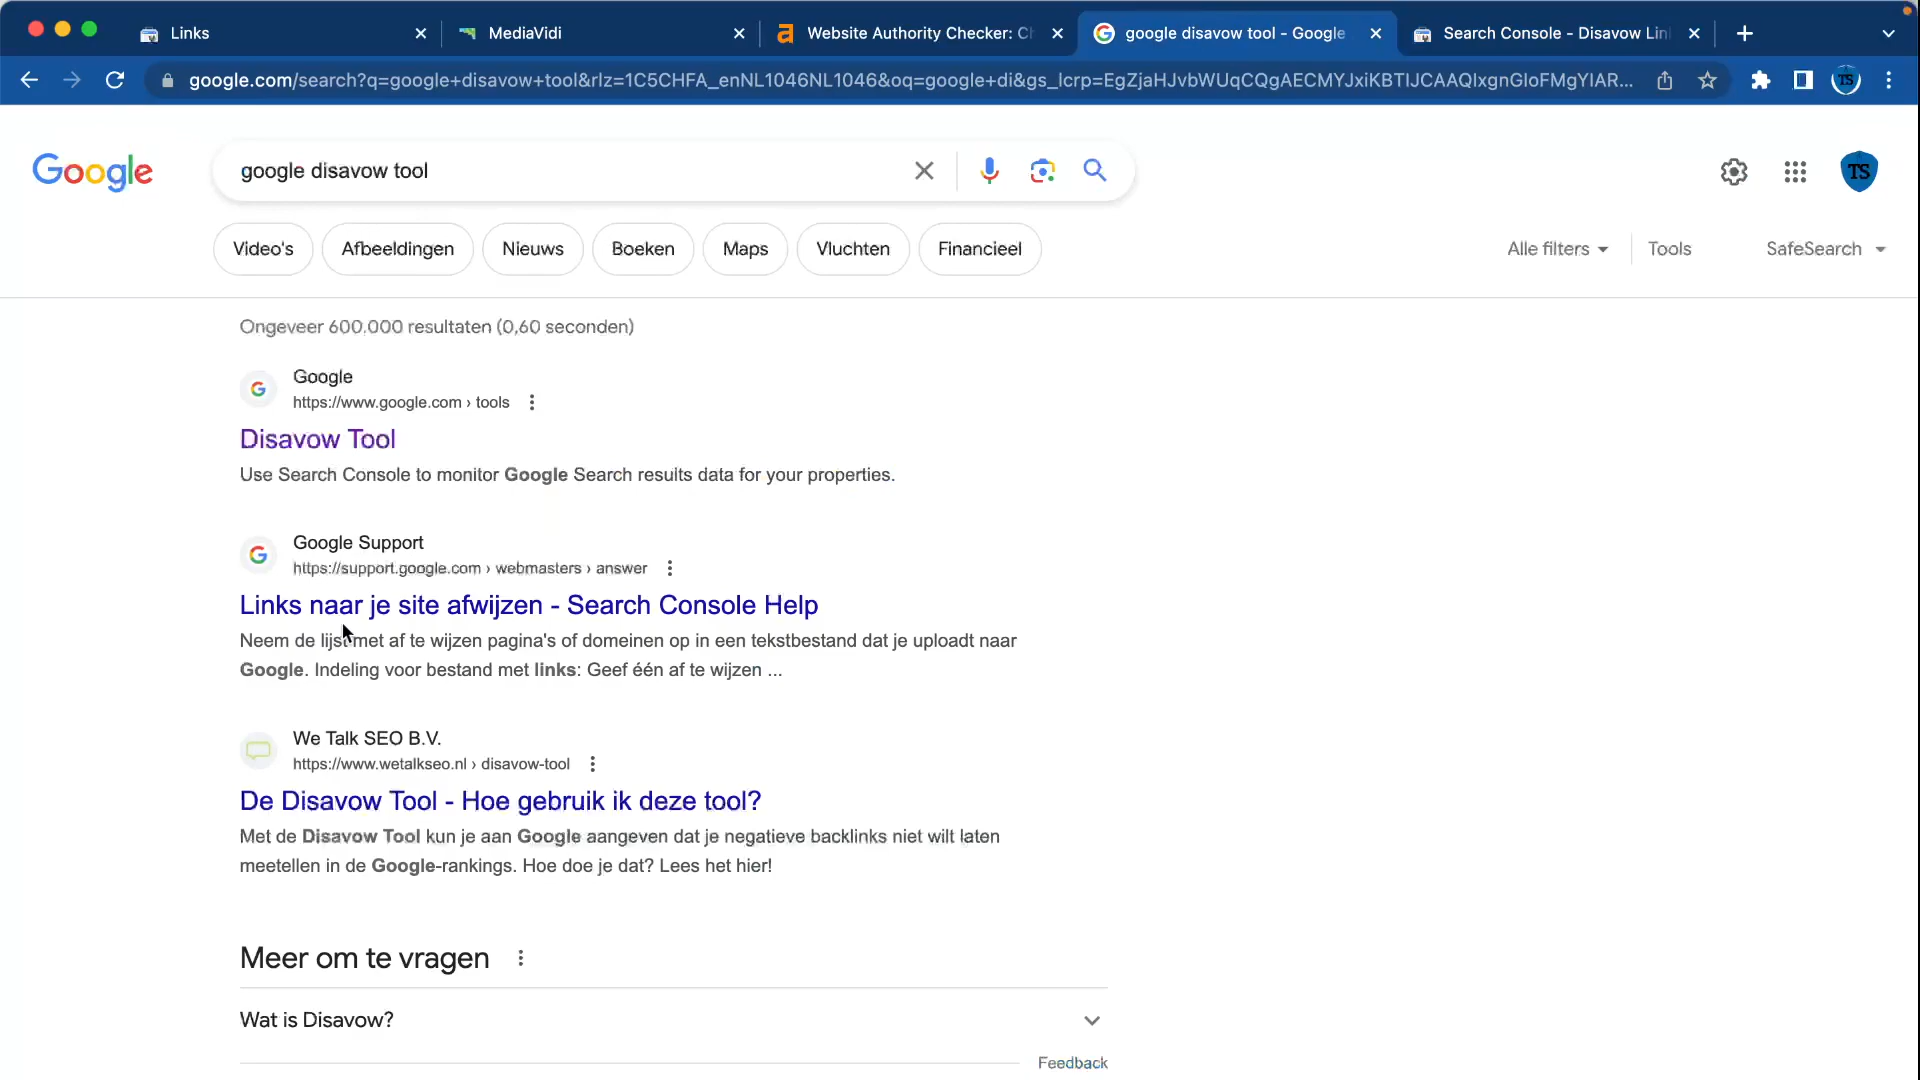 Links
MediaVidi
Website Authority Checker: Ch
google disavow tool - Google
Search Console - Disavow Lin
google.com/search?q=google+disavow+tool&rlz=1C5CHFA_enNL1046NL1046&oq=google+di&gs_lcrp=EgZjaHJvbWUqCQgAECMYJxiKBTIJCAAQIxgnGIoFMgYIAR...
TS
Google
google disavow tool
TS
Video's
Afbeeldingen
Nieuws
Boeken
Maps
Vluchten
Financieel
Alle filters
Tools
SafeSearch
Ongeveer 600.000 resultaten (0,60 seconden)
Google
https://www.google.com › tools
Disavow Tool
Use Search Console to monitor Google Search results data for your properties.
Google Support
https://support.google.com › webmasters › answer
Links naar je site afwijzen - Search Console Help
Neem de lijst met af te wijzen pagina's of domeinen op in een tekstbestand dat je uploadt naar
Google. Indeling voor bestand met links: Geef één af te wijzen ...
We Talk SEO B.V.
https://www.wetalkseo.nl › disavow-tool
De Disavow Tool - Hoe gebruik ik deze tool?
Met de Disavow Tool kun je aan Google aangeven dat je negatieve backlinks niet wilt laten
meetellen in de Google-rankings. Hoe doe je dat? Lees het hier!
Meer om te vragen
Wat is Disavow?
Feedback